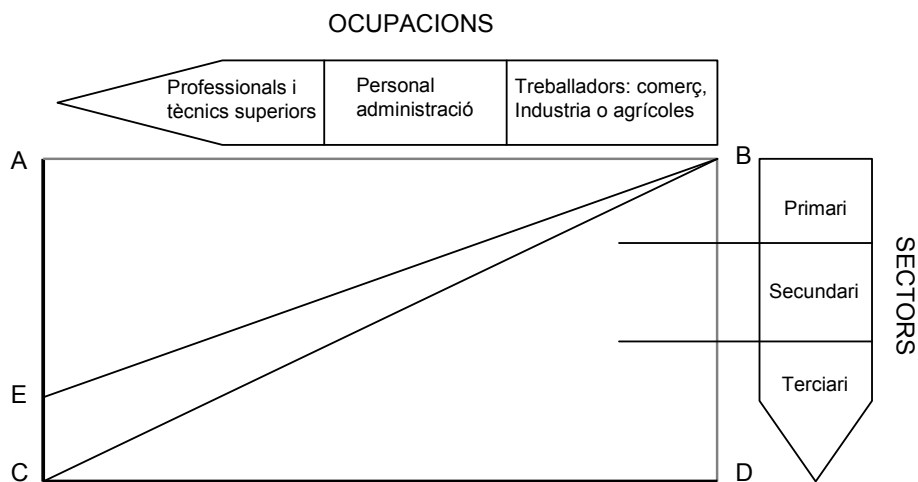 OCUPACIONS
Professionals i
tècnics superiors
Personal
administració
Treballadors: comerç,
Industria o agrícoles
A
B
Primari
Secundari
Terciari
SECTORS
E
C
D